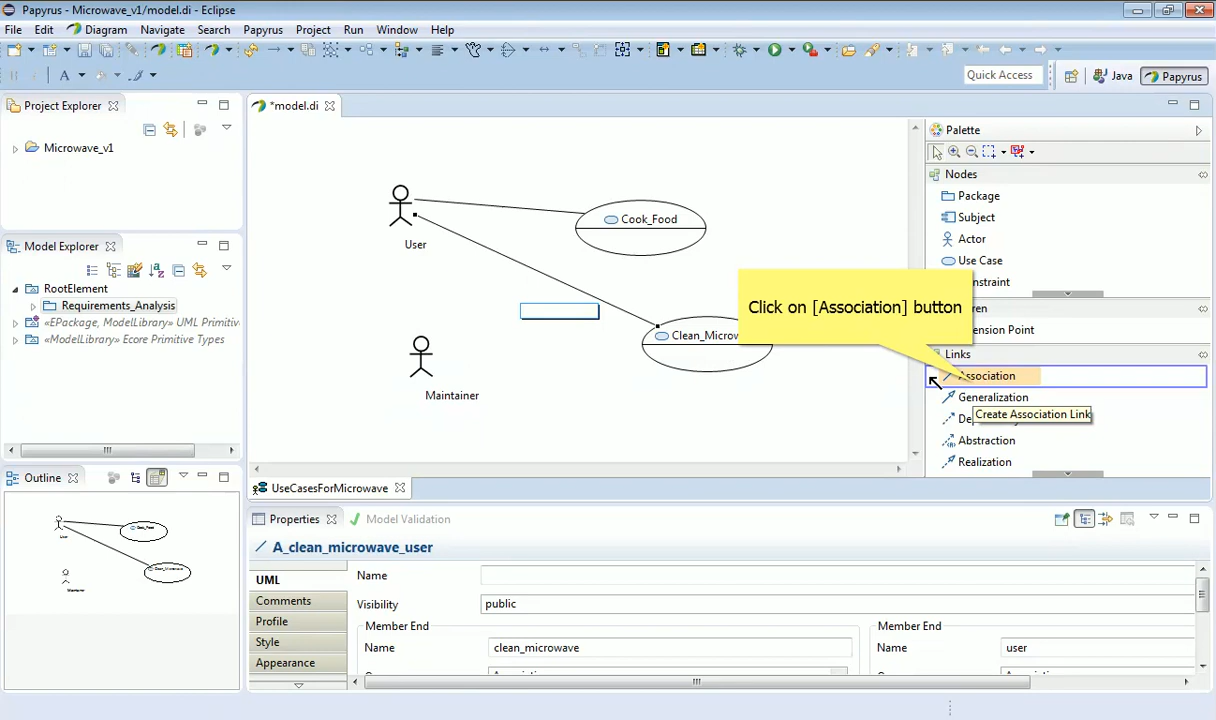 Papyrus - Microwave_v1/model.di - Eclipse
File Edit Diagram Navigate Search Papyrus Project Run Window Help
Quick Access
Java
Papyrus
Project Explorer
Microwave_v1
*model.di
User
Cook_Food
Clean_Microw
Maintainer
Click on [Association] button
Palette
Nodes
Package
Subject
Actor
Use Case
nstraint
ren
ension Point
Links
Association
Generalization
De
Create Association Link
Abstraction
Realization
Model Explorer
RootElement
Requirements_Analysis
«EPackage, ModelLibrary» UML Primitiv
«ModelLibrary» Ecore Primitive Types
Outline
UseCasesForMicrowave
Properties
Model Validation
A_clean_microwave_user
UML
Comments
Profile
Style
Appearance
Name
Visibility public
Member End
Name clean_microwave
Member End
Name user